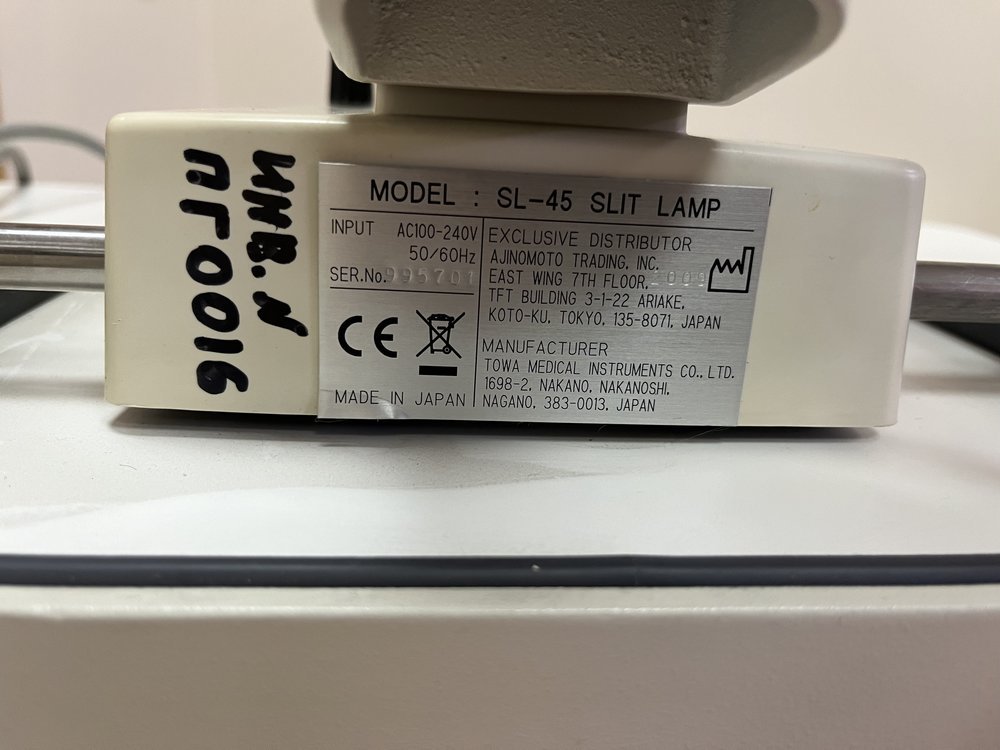 ИНВ. N
ПГ0016
MODEL : SL-45 SLIT LAMP
INPUT AC100-240V
50/60Hz
SER.No. 995701
CE
MADE IN JAPAN
EXCLUSIVE DISTRIBUTOR
AJINOMOTO TRADING, INC.
EAST WING 7TH FLOOR,
TFT BUILDING 3-1-22 ARIAKE,
KOTO-KU, TOKYO, 135-8071, JAPAN
2009
MANUFACTURER
TOWA MEDICAL INSTRUMENTS CO., LTD.
1698-2, NAKANO, NAKANOSHI,
NAGANO, 383-0013, JAPAN